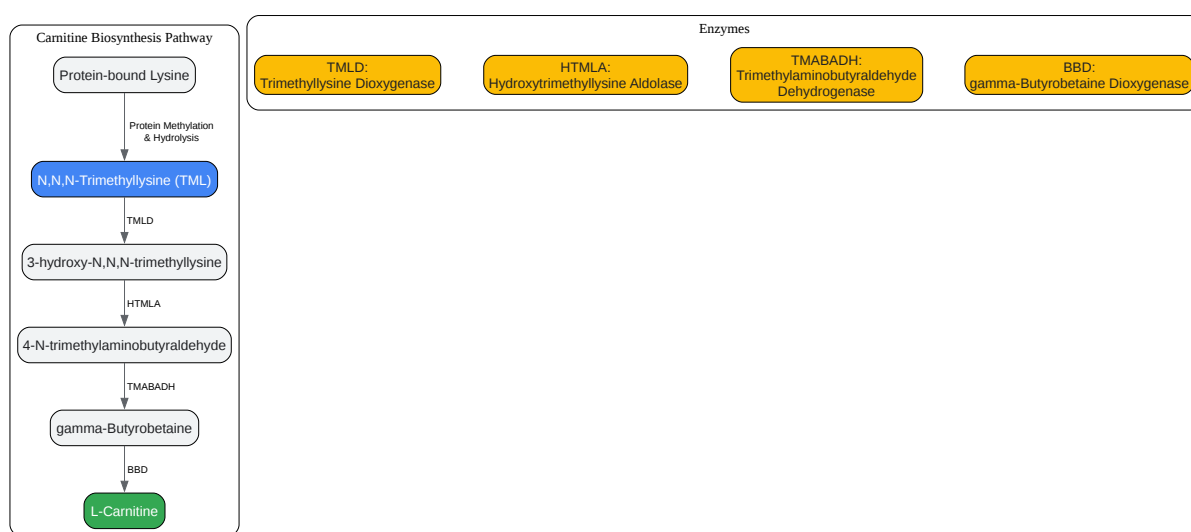 Carnitine Biosynthesis Pathway
Protein-bound Lysine
Protein Methylation
& Hydrolysis
N,N,N-Trimethyllysine (TML)
TMLD
3-hydroxy-N,N,N-trimethyllysine
HTMLA
4-N-trimethylaminobutyraldehyde
TMABADH
gamma-Butyrobetaine
BBD
L-Carnitine
Enzymes
TMLD:
Trimethyllysine Dioxygenase
HTMLA:
Hydroxytrimethyllysine Aldolase
TMABADH:
Trimethylaminobutyraldehyde
Dehydrogenase
BBD:
gamma-Butyrobetaine Dioxygenase